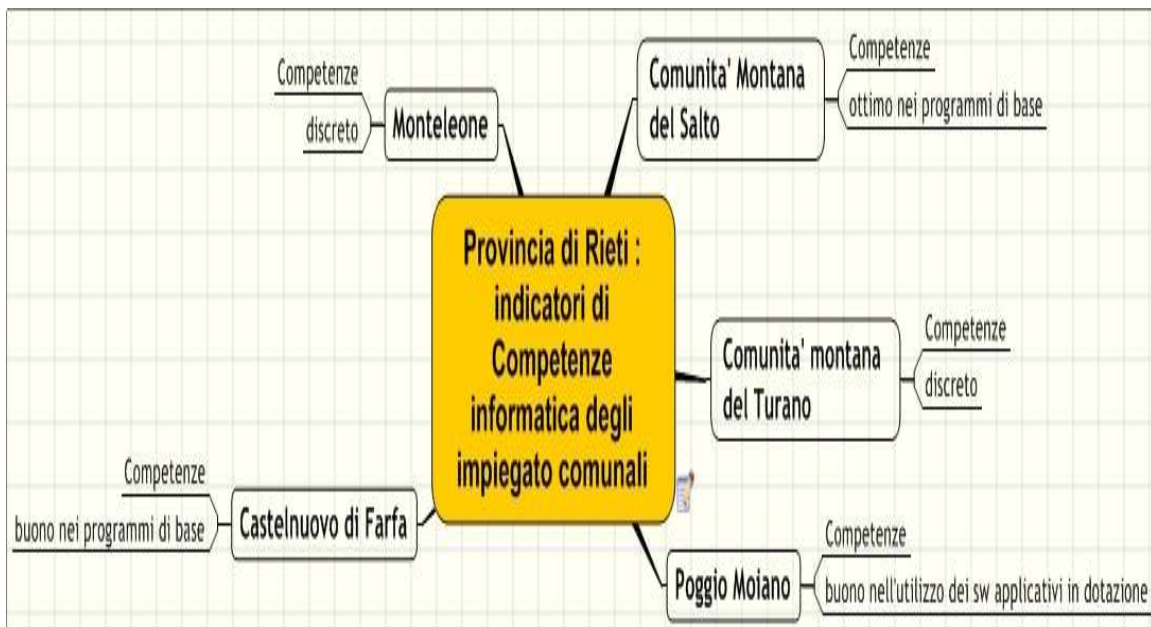 Provincia di Rieti :
indicatori di
Competenze
informatica degli
impiegato comunali
Comunita' Montana
del Salto
Competenze
ottimo nei programmi di base
Comunita' montana
del Turano
Competenze
discreto
Poggio Moiano
Competenze
buono nell'utilizzo dei sw applicativi in dotazione
Castelnuovo di Farfa
Competenze
buono nei programmi di base
Monteleone
Competenze
discreto